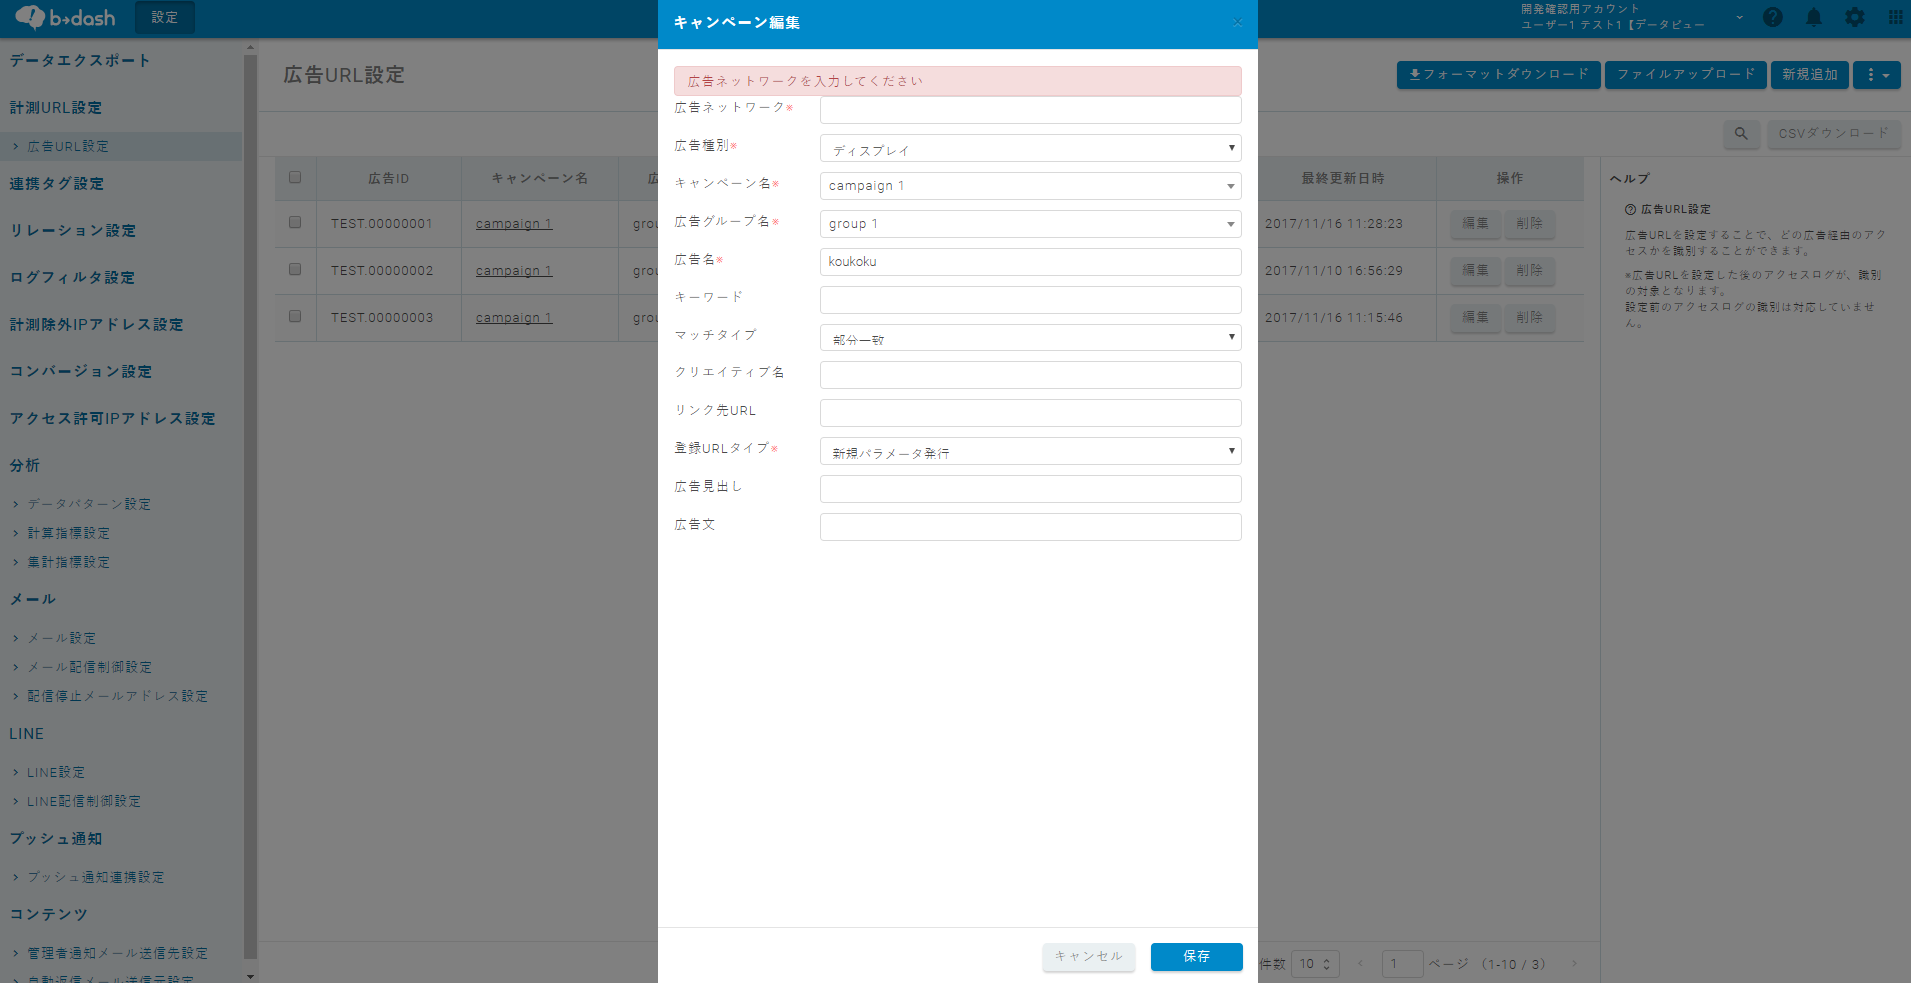 b→dash
設定
開発確認用アカウント
ユーザー1 テスト1【データビュー
データエクスポート
計測URL設定
広告URL設定
連携タグ設定
リレーション設定
ログフィルタ設定
計測除外IPアドレス設定
コンバージョン設定
アクセス許可IPアドレス設定
分析
データパターン設定
計算指標設定
集計指標設定
メール
メール設定
メール配信制御設定
配信停止メールアドレス設定
LINE
LINE設定
LINE配信制御設定
プッシュ通知
プッシュ通知連携設定
コンテンツ
管理者通知メール送信先設定
自動返信メール送信元設定
広告URL設定
フォーマットダウンロード
ファイルアップロード
新規追加
CSVダウンロード
広告ID キャンペーン名 広 最終更新日時 操作
TEST.00000001 campaign 1 grou 2017/11/16 11:28:23 編集 削除
TEST.00000002 campaign 1 grou 2017/11/10 16:56:29 編集 削除
TEST.00000003 campaign 1 grou 2017/11/16 11:15:46 編集 削除
キャンペーン編集 ×
広告ネットワークを入力してください
広告ネットワーク※
広告種別※ ディスプレイ
キャンペーン名※ campaign 1
広告グループ名※ group 1
広告名※ koukoku
キーワード
マッチタイプ 部分一致
クリエイティブ名
リンク先URL
登録URLタイプ※ 新規パラメータ発行
広告見出し
広告文
キャンセル 保存
ヘルプ
広告URL設定
広告URLを設定することで、どの広告経由のアク
セスかを識別することができます。
※広告URLを設定した後のアクセスログが、識別
の対象となります。
設定前のアクセスログの識別は対応していませ
ん。
件数 10 1 ページ （1-10 / 3）